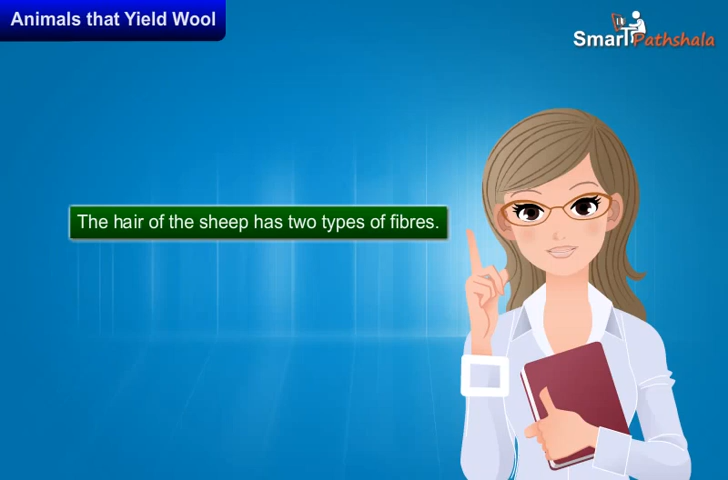 Animals that Yield Wool
SmartPathshala
The hair of the sheep has two types of fibres.